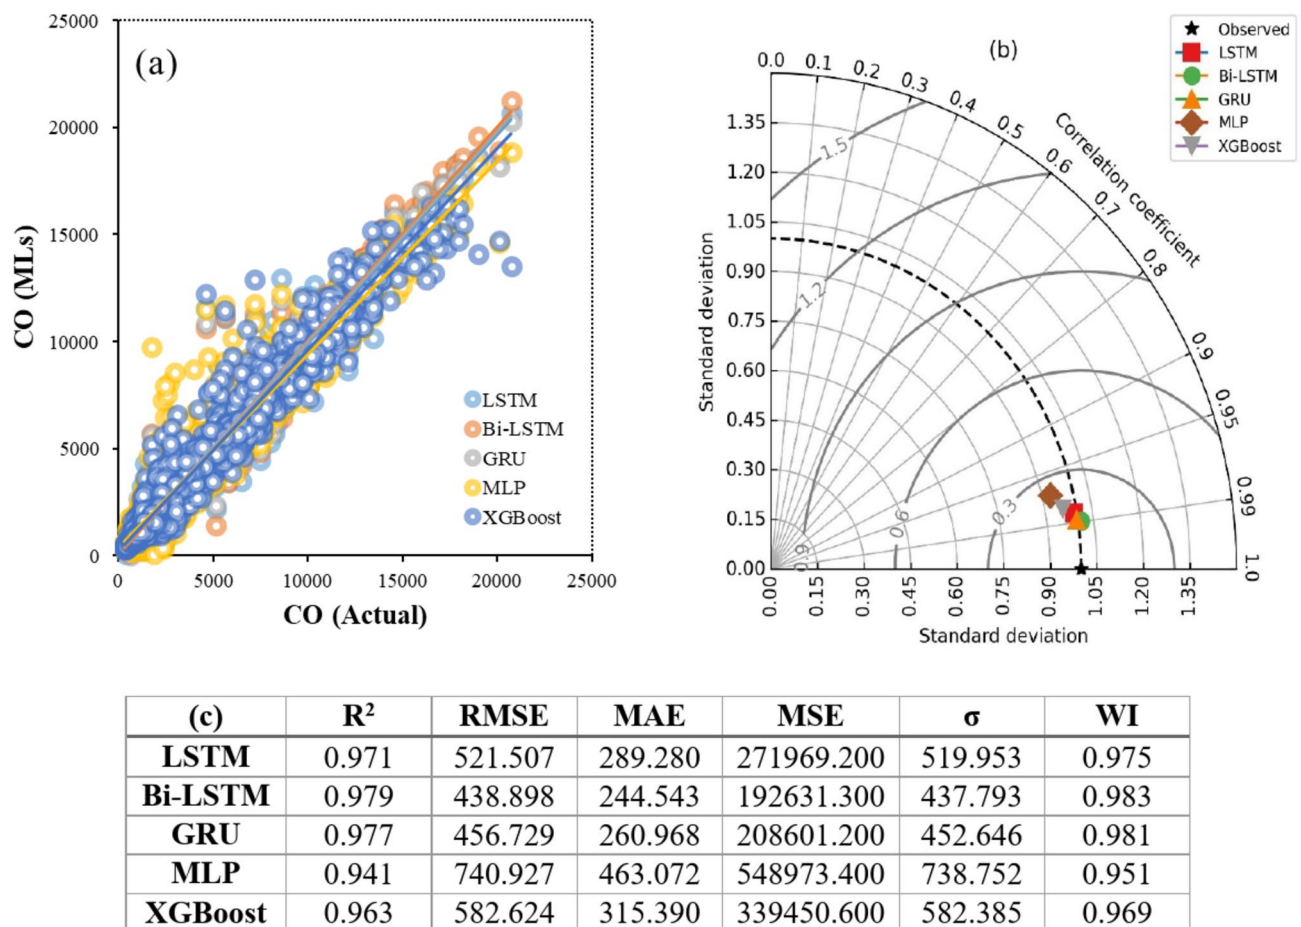 (a)
25000
20000
15000
10000
5000
0
CO (MLs)
0 5000 10000 15000 20000 25000
CO (Actual)
LSTM
Bi-LSTM
GRU
MLP
XGBoost
(b)
Observed
LSTM
Bi-LSTM
GRU
MLP
XGBoost
0.0 0.1 0.2 0.3 0.4 0.5 0.6 0.7 0.8 0.9 0.95 0.99 1.0
Correlation coefficient
1.35
1.20
1.05
0.90
0.75
0.60
0.45
0.30
0.15
0.00
Standard deviation
1.5
1.2
0.9
0.6
0.3
0.00 0.15 0.30 0.45 0.60 0.75 0.90 1.05 1.20 1.35
Standard deviation
(c) R² RMSE MAE MSE σ WI
LSTM 0.971 521.507 289.280 271969.200 519.953 0.975
Bi-LSTM 0.979 438.898 244.543 192631.300 437.793 0.983
GRU 0.977 456.729 260.968 208601.200 452.646 0.981
MLP 0.941 740.927 463.072 548973.400 738.752 0.951
XGBoost 0.963 582.624 315.390 339450.600 582.385 0.969